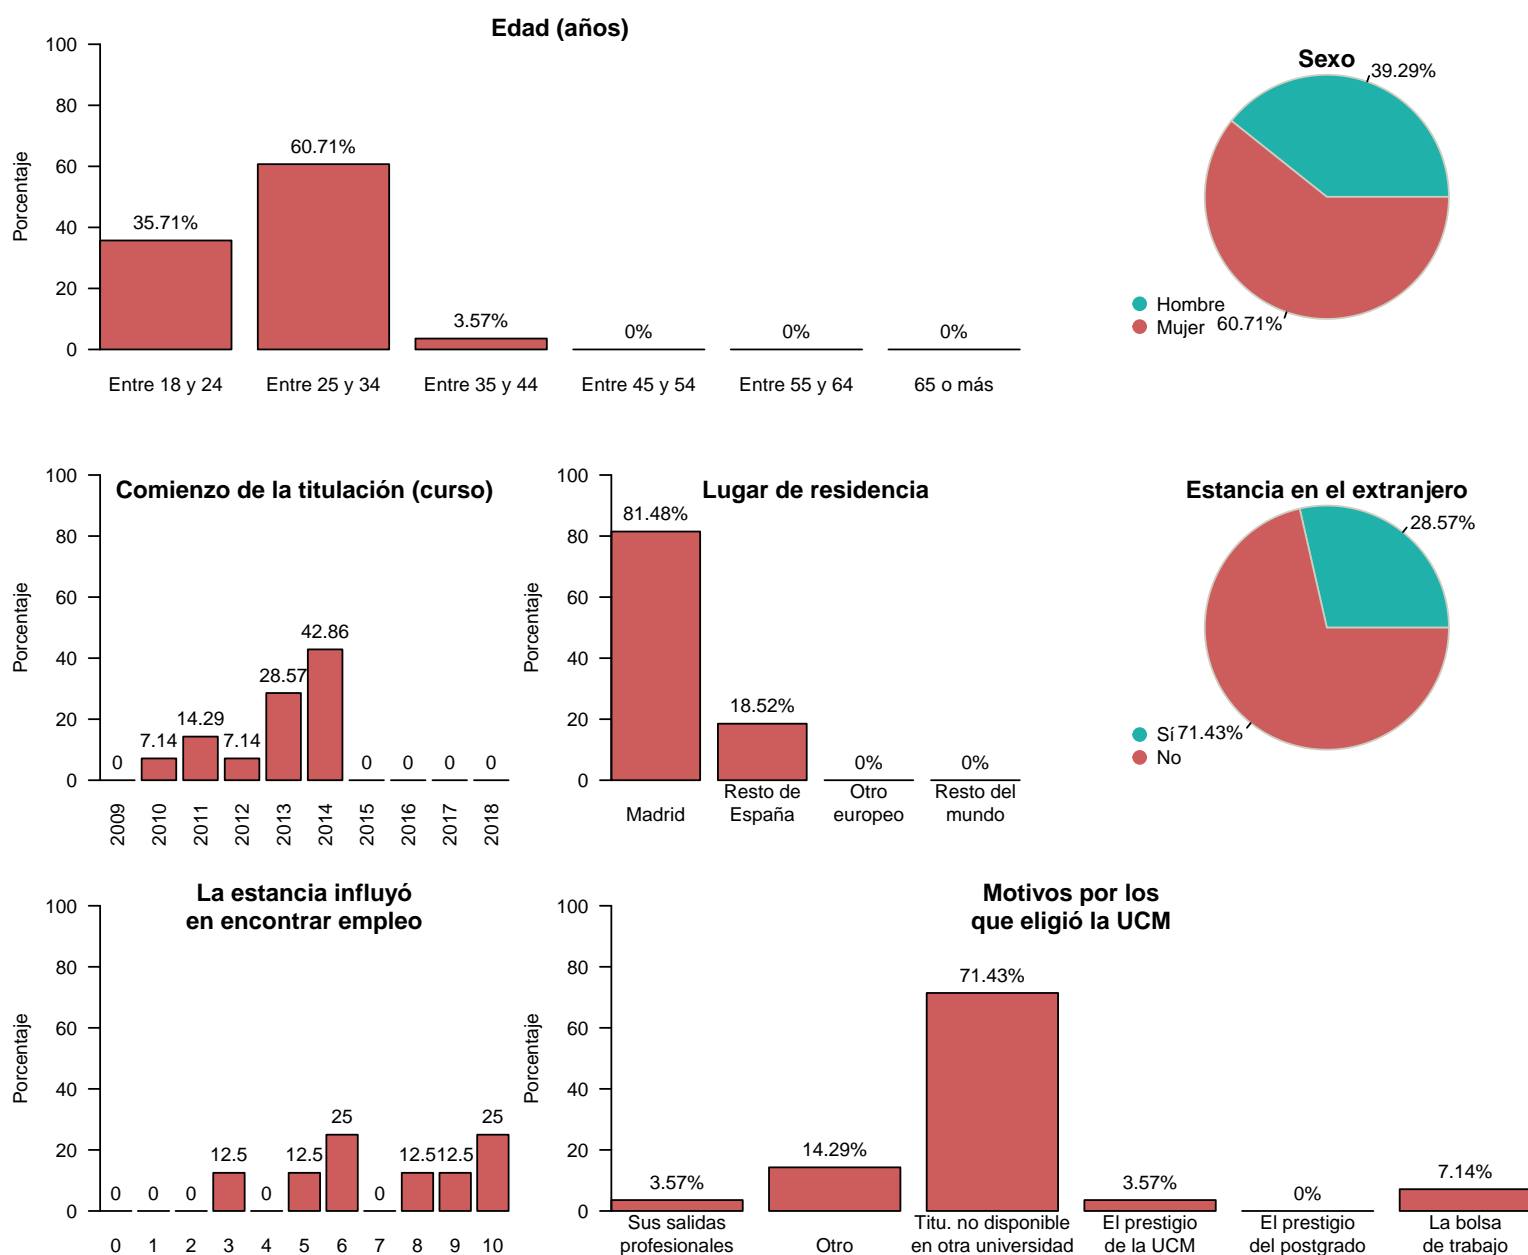 Edad (años)
Porcentaje
100
80
60
40
20
0
35.71%
60.71%
3.57%
0%
0%
0%
Entre 18 y 24
Entre 25 y 34
Entre 35 y 44
Entre 45 y 54
Entre 55 y 64
65 o más
Sexo
39.29%
60.71%
Hombre
Mujer
Comienzo de la titulación (curso)
Porcentaje
100
80
60
40
20
0
0
7.14
14.29
7.14
28.57
42.86
0
0
0
0
2009
2010
2011
2012
2013
2014
2015
2016
2017
2018
Lugar de residencia
Porcentaje
100
80
60
40
20
0
81.48%
18.52%
0%
0%
Madrid
Resto de
España
Otro
europeo
Resto del
mundo
Estancia en el extranjero
28.57%
71.43%
Sí
No
La estancia influyó
en encontrar empleo
Porcentaje
100
80
60
40
20
0
0
0
0
12.5
0
12.5
25
0
12.5
12.5
25
0
1
2
3
4
5
6
7
8
9
10
Motivos por los
que eligió la UCM
Porcentaje
100
80
60
40
20
0
3.57%
14.29%
71.43%
3.57%
0%
7.14%
Sus salidas
profesionales
Otro
Titu. no disponible
en otra universidad
El prestigio
de la UCM
El prestigio
del postgrado
La bolsa
de trabajo